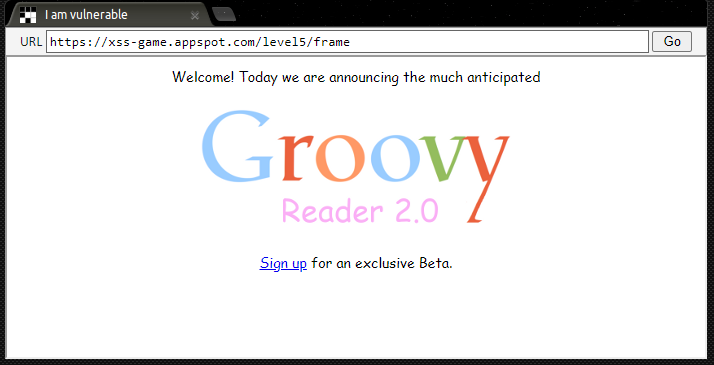 I am vulnerable
URL https://xss-game.appspot.com/level5/frame Go
Welcome! Today we are announcing the much anticipated
Groovy
Reader 2.0
Sign up for an exclusive Beta.